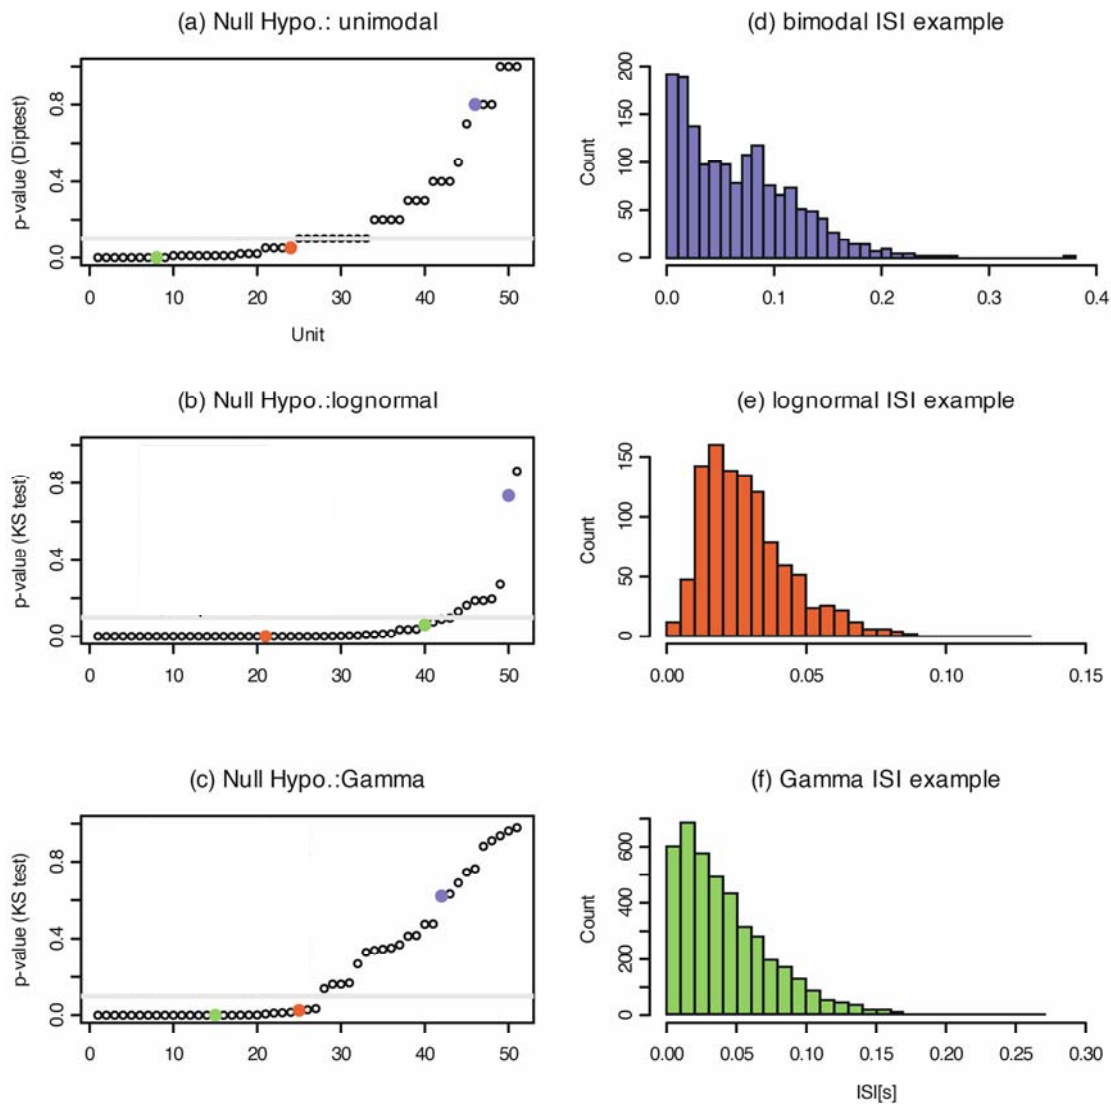 (a) Null Hypo.: unimodal
p-value (Diptest)
0.8
0.4
0.0
0 10 20 30 40 50
Unit
(d) bimodal ISI example
Count
200
150
100
50
0
0.0 0.1 0.2 0.3 0.4
(b) Null Hypo.:lognormal
p-value (KS test)
0.8
0.4
0.0
0 10 20 30 40 50
(e) lognormal ISI example
Count
150
100
50
0
0.00 0.05 0.10 0.15
(c) Null Hypo.:Gamma
p-value (KS test)
0.8
0.4
0.0
0 10 20 30 40 50
(f) Gamma ISI example
Count
600
400
200
0
0.00 0.05 0.10 0.15 0.20 0.25 0.30
ISI[s]